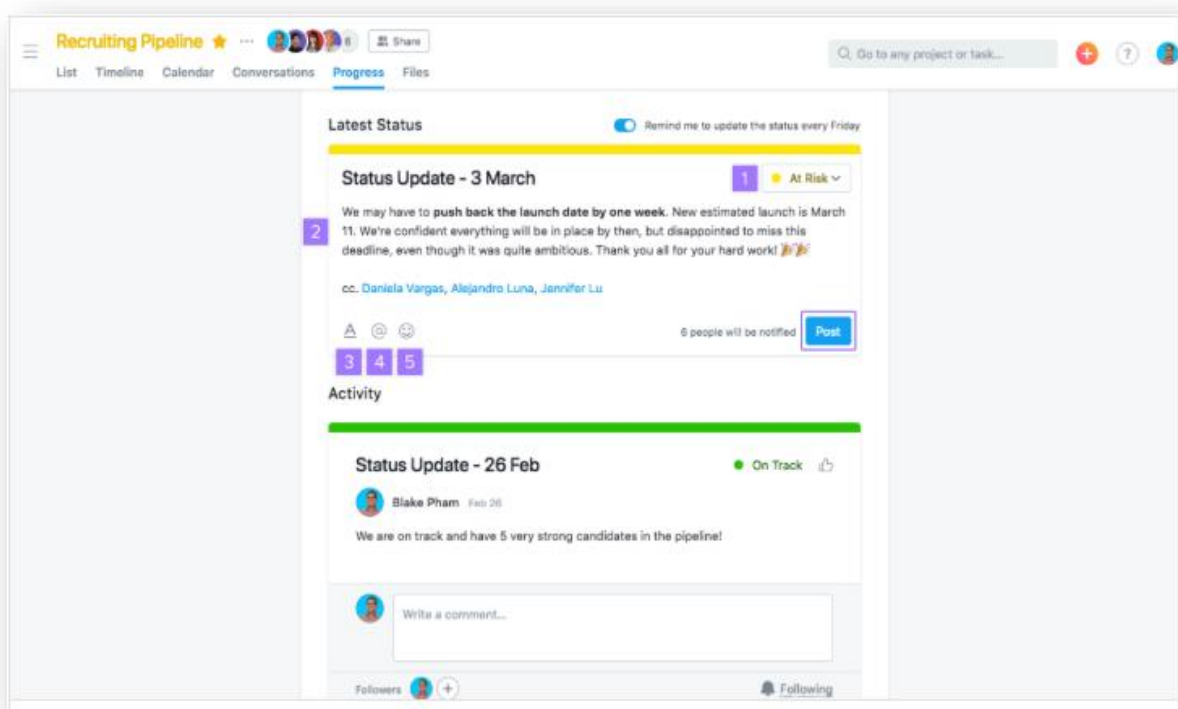 Recruiting Pipeline ... 6 Share
Go to any project or task...
?
List Timeline Calendar Conversations Progress Files
Latest Status
Remind me to update the status every Friday
Status Update - 3 March
1
At Risk
2
We may have to push back the launch date by one week. New estimated launch is March
11. We're confident everything will be in place by then, but disappointed to miss this
deadline, even though it was quite ambitious. Thank you all for your hard work! 🎉🎉
cc. Daniela Vargas, Alejandro Luna, Jennifer Lu
A @ 6 people will be notified Post
3 4 5
Activity
Status Update - 26 Feb
On Track
Blake Pham Feb 26
We are on track and have 5 very strong candidates in the pipeline!
Write a comment...
Followers + Following